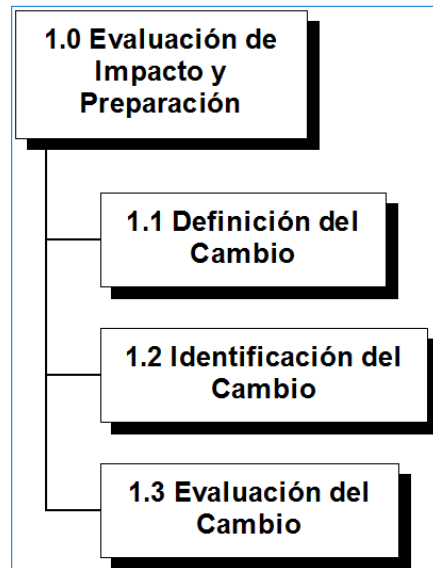 1.0 Evaluación de
Impacto y
Preparación
1.1 Definición del
Cambio
1.2 Identificación del
Cambio
1.3 Evaluación del
Cambio